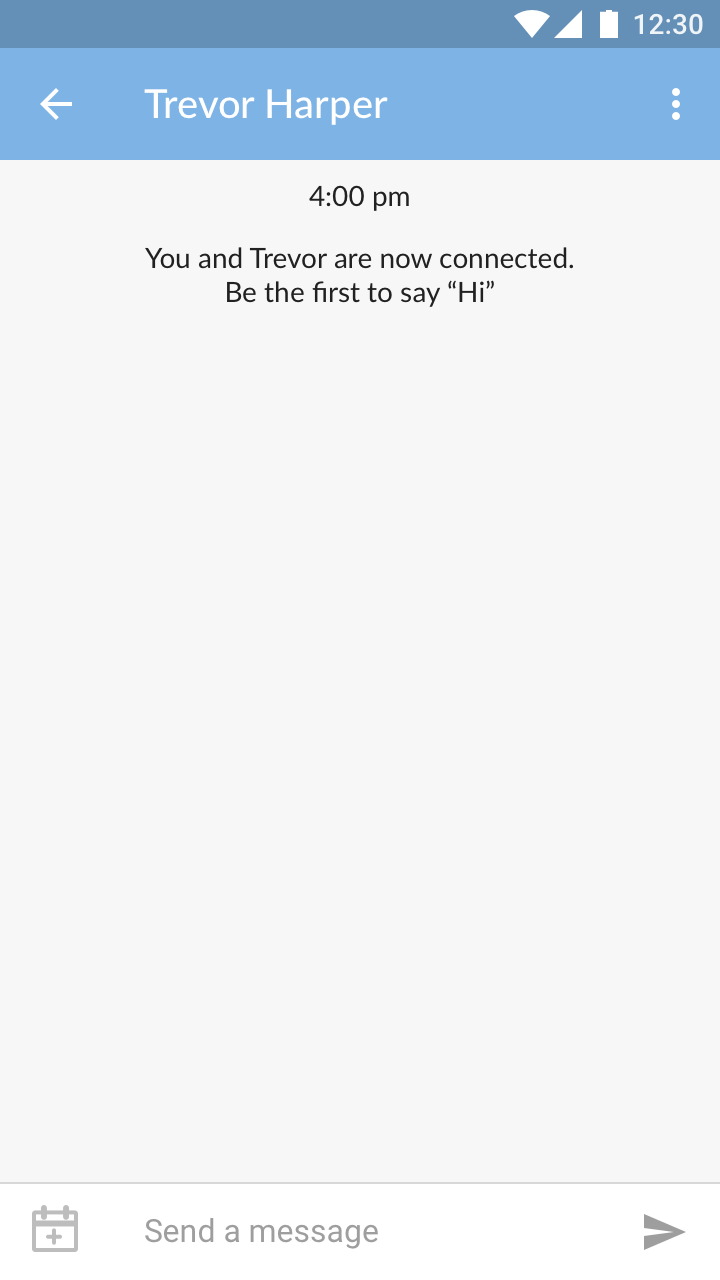 12:30
Trevor Harper
4:00 pm
You and Trevor are now connected.
Be the first to say “Hi”
Send a message